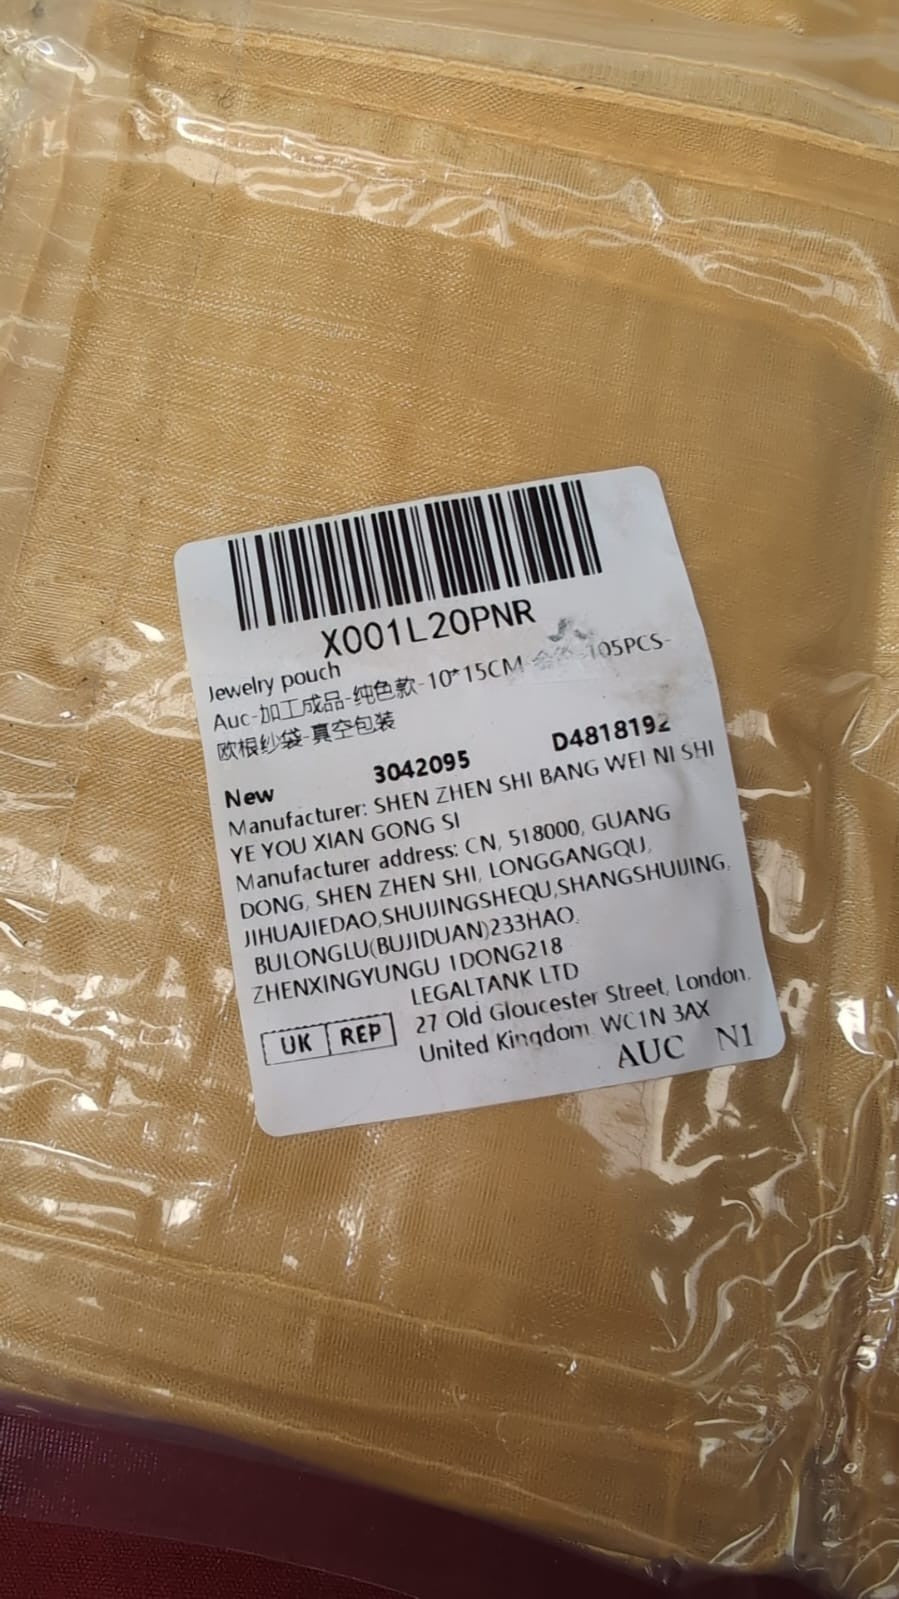 X001L20PNR
Jewelry pouch
Auc-加工成品-纯色款-10*15CM-105PCS-
欧根纱袋-真空包装
New 3042095 D4818192
Manufacturer: SHEN ZHEN SHI BANG WEI NI SHI
YE YOU XIAN GONG SI
Manufacturer address: CN, 518000, GUANG
DONG, SHEN ZHEN SHI, LONGGANGQU,
JIHUAJIEDAO,SHUIJINGSHEQU,SHANGSHUIJING,
BULONGLU(BUJIDUAN)233HAO,
ZHENXINGYUNGU 1DONG218
LEGALTANK LTD
UK REP 27 Old Gloucester Street, London,
United Kingdom, WC1N 3AX
AUC N1